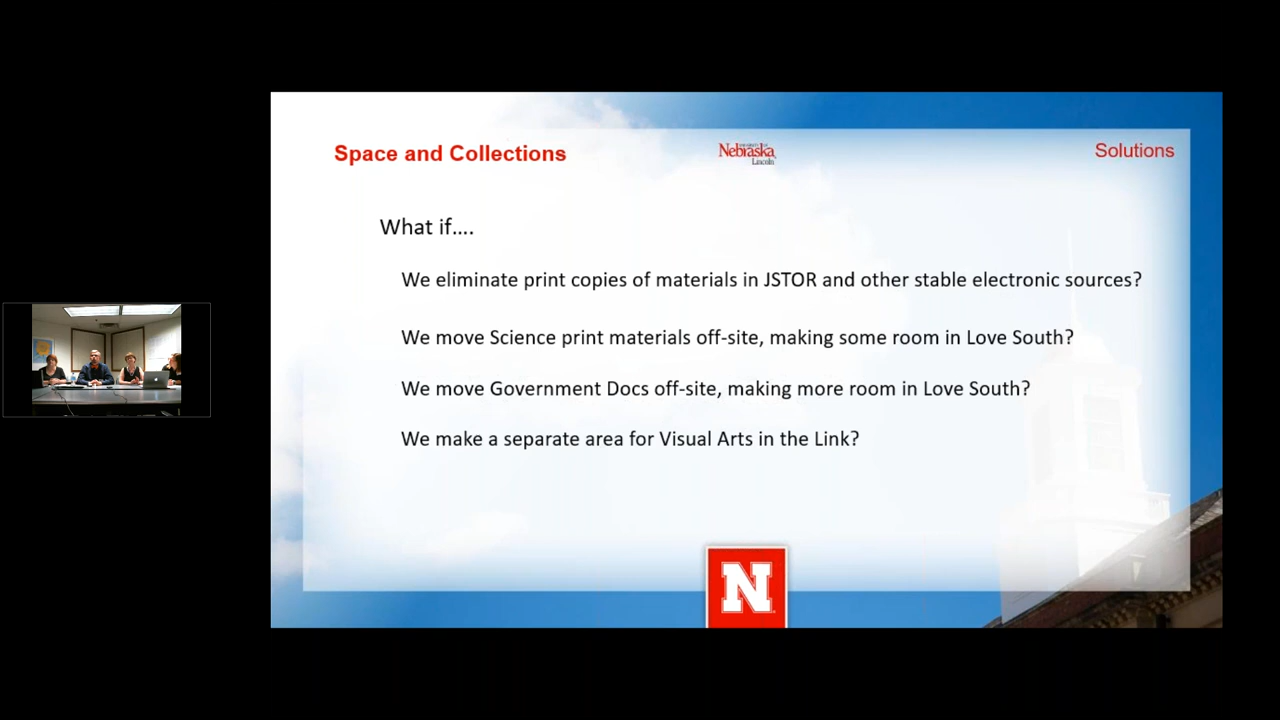 Space and Collections
Nebraska
Lincoln
Solutions
What if....
We eliminate print copies of materials in JSTOR and other stable electronic sources?
We move Science print materials off-site, making some room in Love South?
We move Government Docs off-site, making more room in Love South?
We make a separate area for Visual Arts in the Link?
N